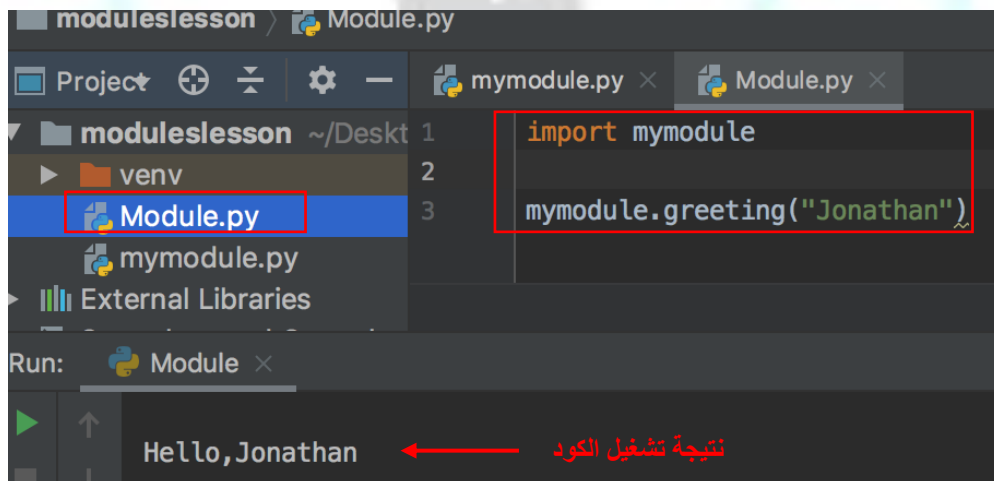 moduleslesson 〉 Module.py
Project
mymodule.py × Module.py ×
moduleslesson ~/Deskt
venv
Module.py
mymodule.py
External Libraries
1 import mymodule
2
3 mymodule.greeting("Jonathan")
Run: Module ×
Hello,Jonathan
نتيجة تشغيل الكود